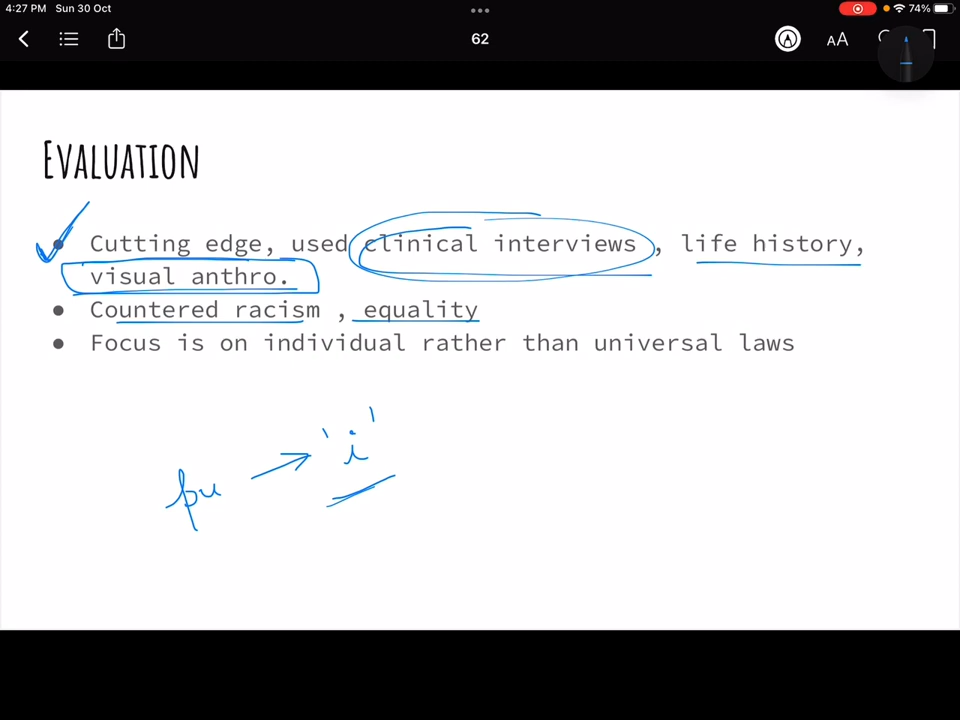 4:27 PM Sun 30 Oct 74%
62
AA
EVALUATION
● Cutting edge, used clinical interviews , life history,
visual anthro.
● Countered racism , equality
● Focus is on individual rather than universal laws
'i'